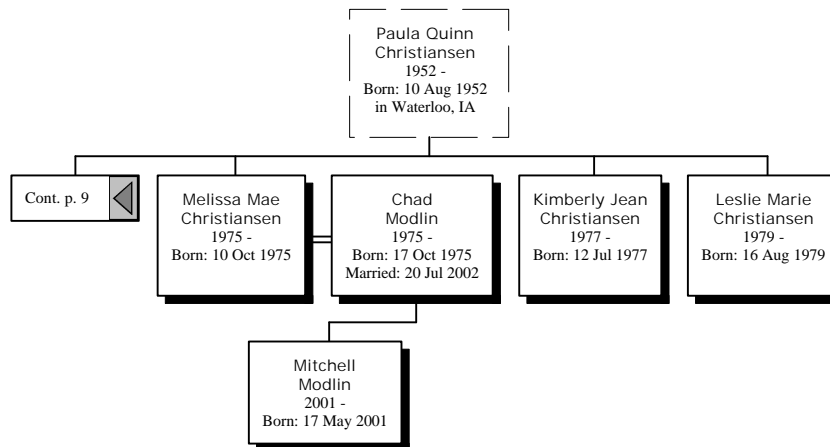 Paula Quinn
Christiansen
1952 -
Born: 10 Aug 1952
in Waterloo, IA
Cont. p. 9
Melissa Mae
Christiansen
1975 -
Born: 10 Oct 1975
Chad
Modlin
1975 -
Born: 17 Oct 1975
Married: 20 Jul 2002
Kimberly Jean
Christiansen
1977 -
Born: 12 Jul 1977
Leslie Marie
Christiansen
1979 -
Born: 16 Aug 1979
Mitchell
Modlin
2001 -
Born: 17 May 2001